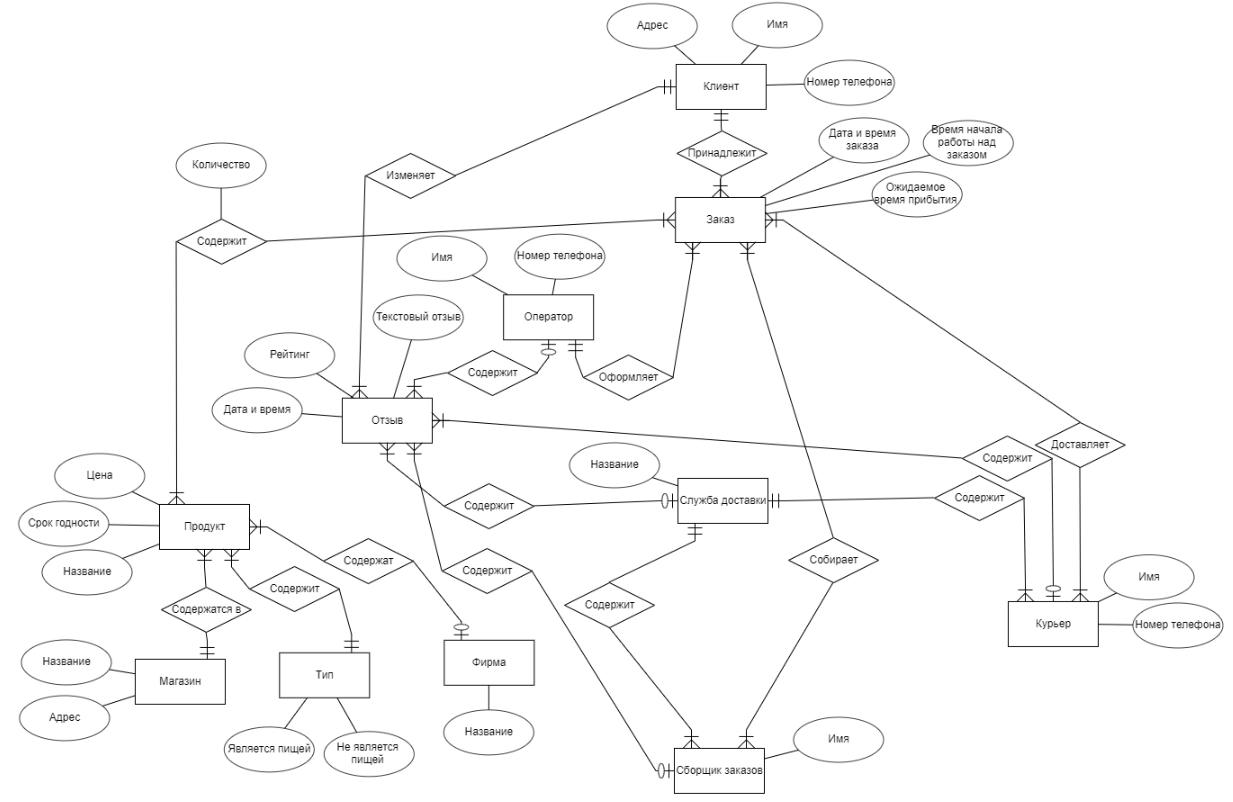 Адрес
Имя
Клиент
Номер телефона
Принадлежит
Дата и время
заказа
Время начала
работы над
заказом
Количество
Изменяет
Ожидаемое
время прибытия
Заказ
Содержит
Имя
Номер телефона
Оператор
Текстовый отзыв
Рейтинг
Содержит
Оформляет
Дата и время
Отзыв
Содержит
Доставляет
Цена
Название
Служба доставки
Содержит
Содержит
Срок годности
Продукт
Название
Содержат
Содержит
Содержит
Собирает
Содержатся в
Содержит
Имя
Курьер
Номер телефона
Название
Магазин
Тип
Фирма
Адрес
Является пищей
Не является
пищей
Название
Имя
Сборщик заказов